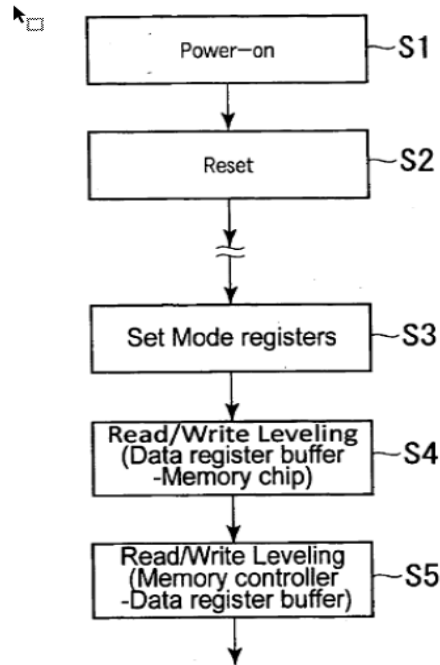 Power-on
S1
Reset
S2
Set Mode registers
S3
Read/Write Leveling
(Data register buffer
-Memory chip)
S4
Read/Write Leveling
(Memory controller
-Data register buffer)
S5